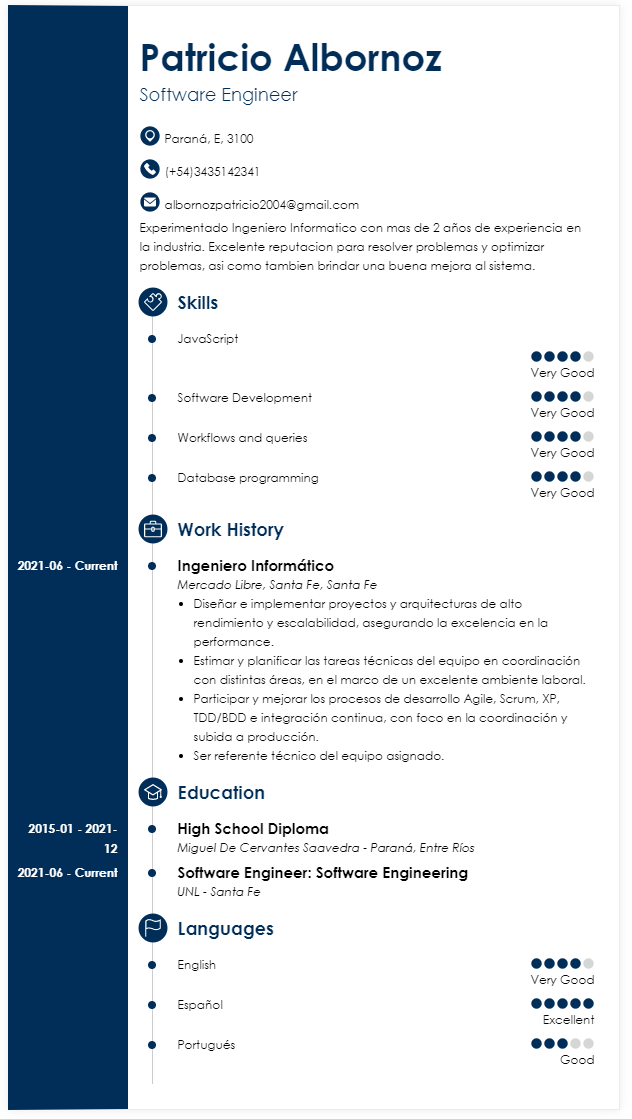 Patricio Albornoz
Software Engineer
Paraná, E, 3100
(+54)3435142341
albornozpatricio2004@gmail.com
Experimentado Ingeniero Informatico con mas de 2 años de experiencia en
la industria. Excelente reputacion para resolver problemas y optimizar
problemas, asi como tambien brindar una buena mejora al sistema.
Skills
JavaScript
Very Good
Software Development
Very Good
Workflows and queries
Very Good
Database programming
Very Good
Work History
2021-06 - Current
Ingeniero Informático
Mercado Libre, Santa Fe, Santa Fe
• Diseñar e implementar proyectos y arquitecturas de alto
rendimiento y escalabilidad, asegurando la excelencia en la
performance.
• Estimar y planificar las tareas técnicas del equipo en coordinación
con distintas áreas, en el marco de un excelente ambiente laboral.
• Participar y mejorar los procesos de desarrollo Agile, Scrum, XP,
TDD/BDD e integración continua, con foco en la coordinación y
subida a producción.
• Ser referente técnico del equipo asignado.
Education
2015-01 - 2021-
12
High School Diploma
Miguel De Cervantes Saavedra - Paraná, Entre Ríos
2021-06 - Current
Software Engineer: Software Engineering
UNL - Santa Fe
Languages
English
Very Good
Español
Excellent
Portugués
Good